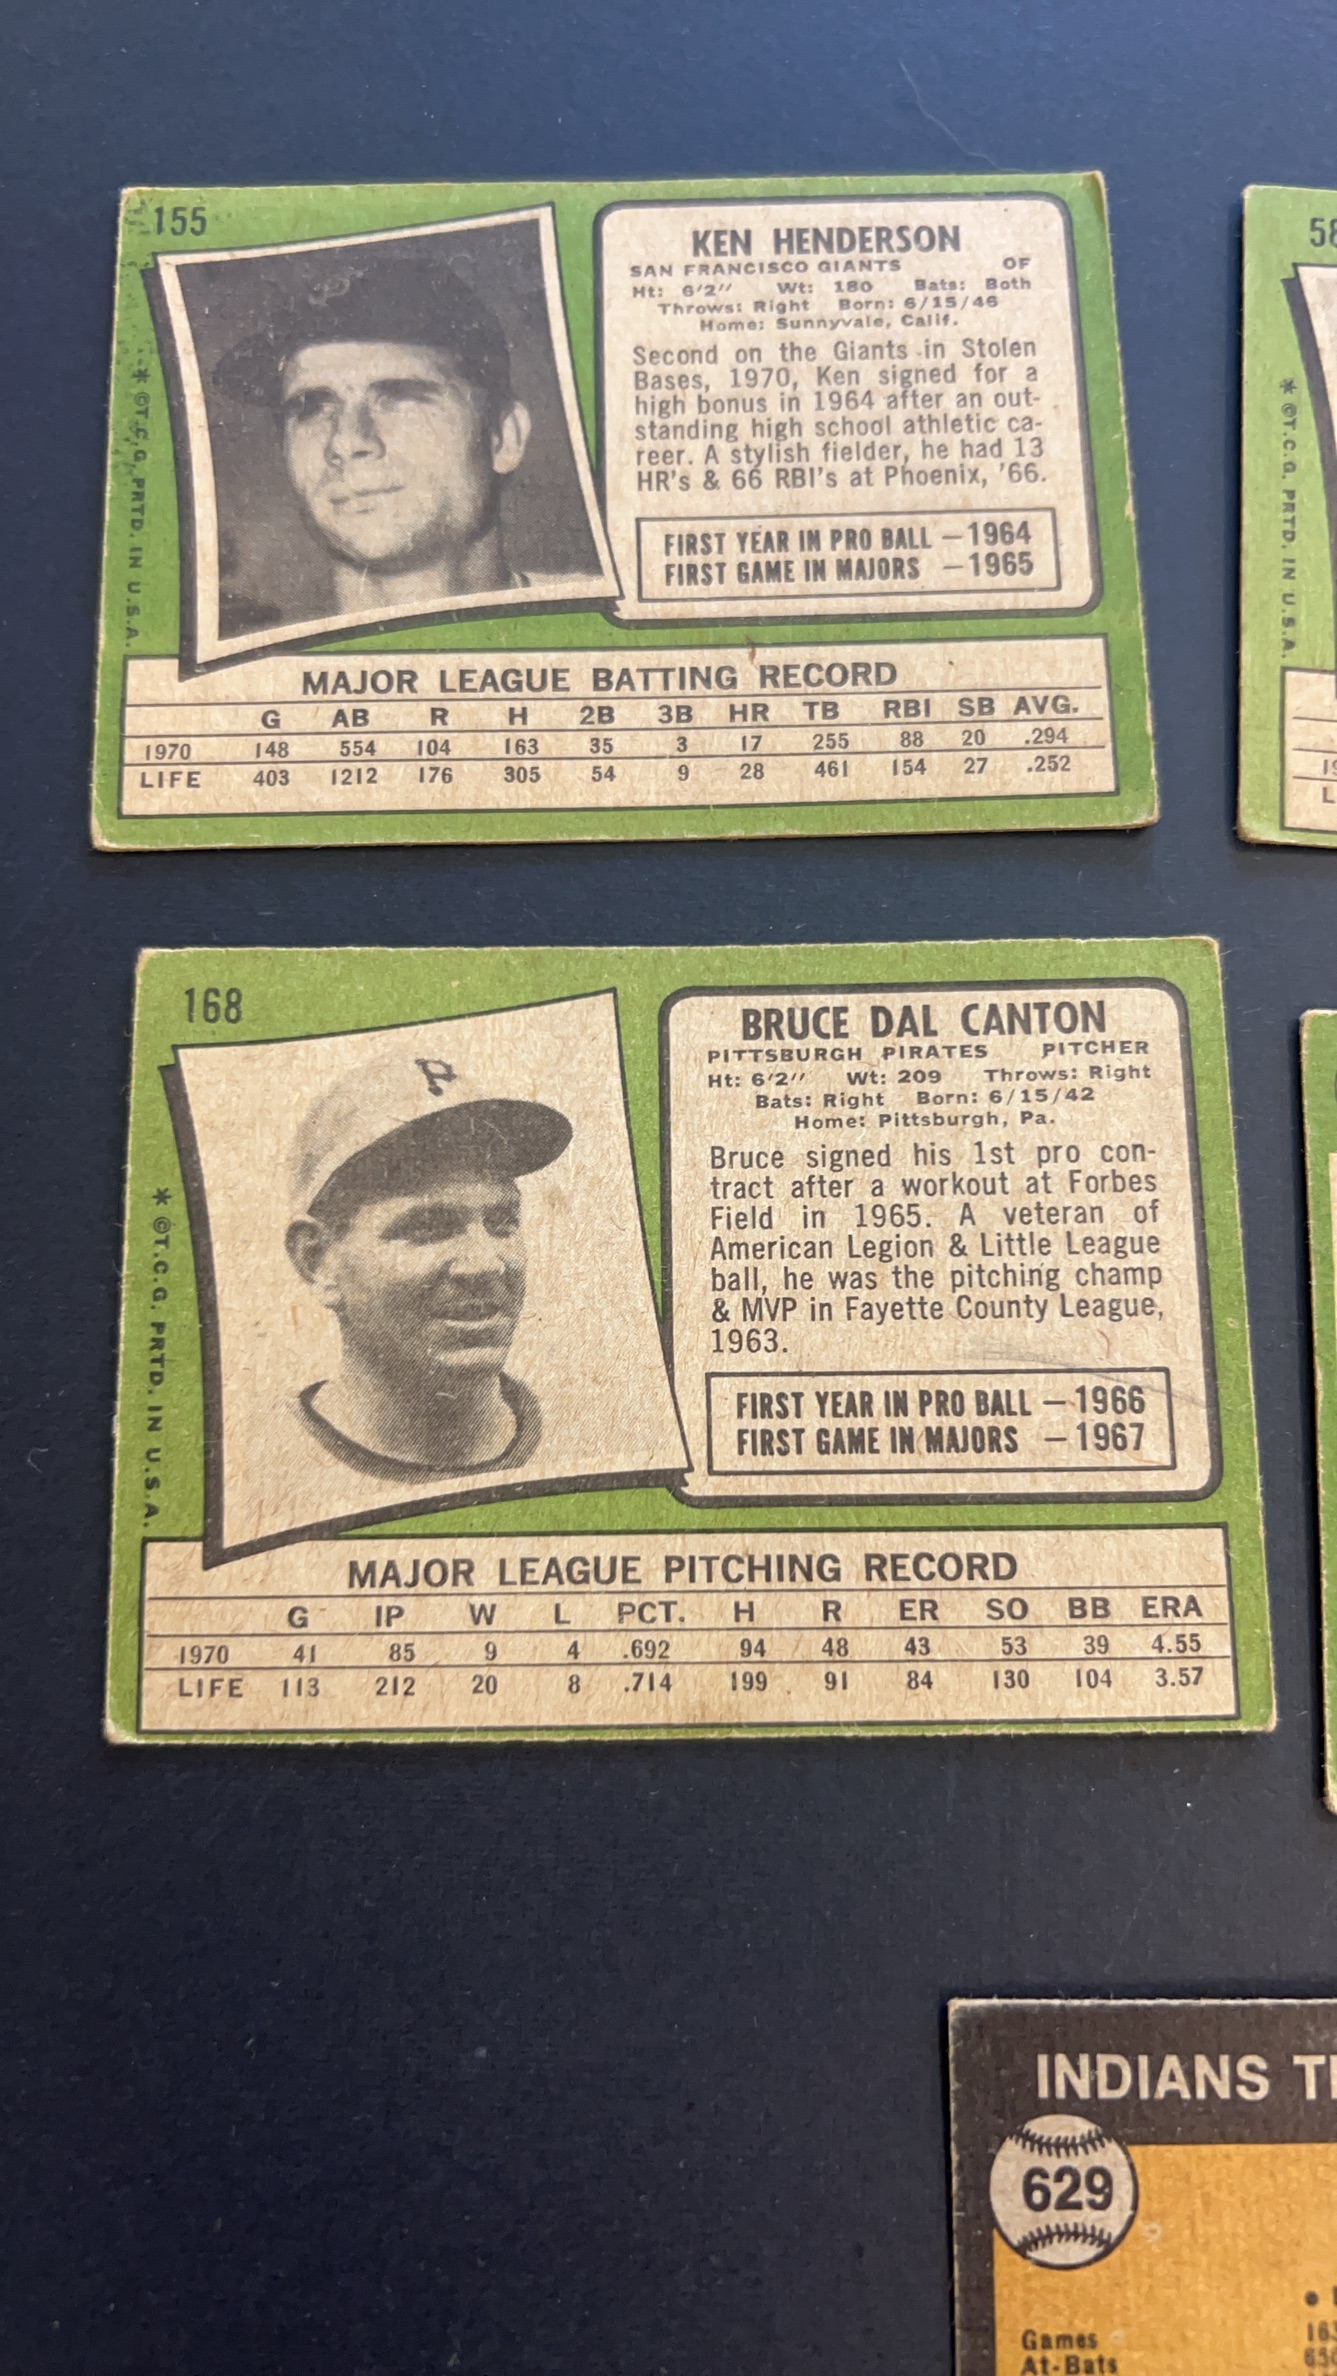 155
KEN HENDERSON
SAN FRANCISCO GIANTS OF
Ht: 6'2" Wt: 180 Bats: Both
Throws: Right Born: 6/15/46
Home: Sunnyvale, Calif.
Second on the Giants in Stolen
Bases, 1970, Ken signed for a
high bonus in 1964 after an out-
standing high school athletic ca-
reer. A stylish fielder, he had 13
HR's & 66 RBI's at Phoenix, '66.
FIRST YEAR IN PRO BALL — 1964
FIRST GAME IN MAJORS — 1965
* ©T.C.G. PRTD. IN U.S.A.
MAJOR LEAGUE BATTING RECORD
G AB R H 2B 3B HR TB RBI SB AVG.
1970 148 554 104 163 35 3 17 255 88 20 .294
LIFE 403 1212 176 305 54 9 28 461 154 27 .252
58
* ©T.C.G. PRTD. IN U.S.A.
168
P
BRUCE DAL CANTON
PITTSBURGH PIRATES PITCHER
Ht: 6'2" Wt: 209 Throws: Right
Bats: Right Born: 6/15/42
Home: Pittsburgh, Pa.
Bruce signed his 1st pro con-
tract after a workout at Forbes
Field in 1965. A veteran of
American Legion & Little League
ball, he was the pitching champ
& MVP in Fayette County League,
1963.
FIRST YEAR IN PRO BALL — 1966
FIRST GAME IN MAJORS — 1967
* ©T.C.G. PRTD. IN U.S.A.
MAJOR LEAGUE PITCHING RECORD
G IP W L PCT. H R ER SO BB ERA
1970 41 85 9 4 .692 94 48 43 53 39 4.55
LIFE 113 212 20 8 .714 199 91 84 130 104 3.57
INDIANS
629
Games
At-Bats